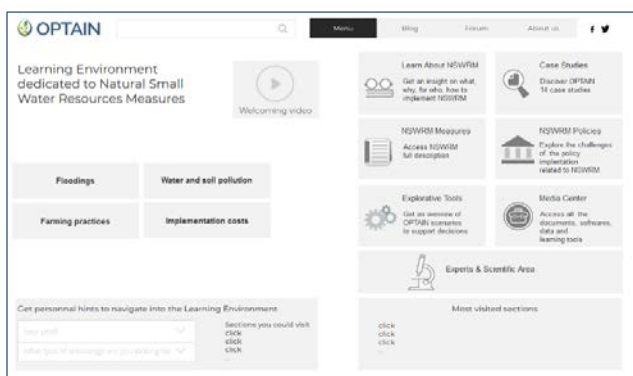 OPTAIN
Menu
Blog
Forum
About us
Learning Environment
dedicated to Natural Small
Water Resources Measures
Welcoming video
Floodings
Water and soil pollution
Farming practices
Implementation costs
Learn About NSWRM
Get an insight on what,
why, for who, how to
implement NSWRM
Case Studies
Discover OPTAIN
14 case studies
NSWRM Measures
Access NSWRM
full description
NSWRM Policies
Explore the challenges
of the policy
implantation
related to NSWRM
Explorative Tools
Get an overview of
OPTAIN scenarios
to support decisions
Media Center
Access all the
documents, softwares,
data and
learning tools
Experts & Scientific Area
Get personnal hints to navigate into the Learning Environment
Your profil
What type of knowledge are you looking for
Sections you could visit
click
click
click
...
Most visited sections
click
click
click
...